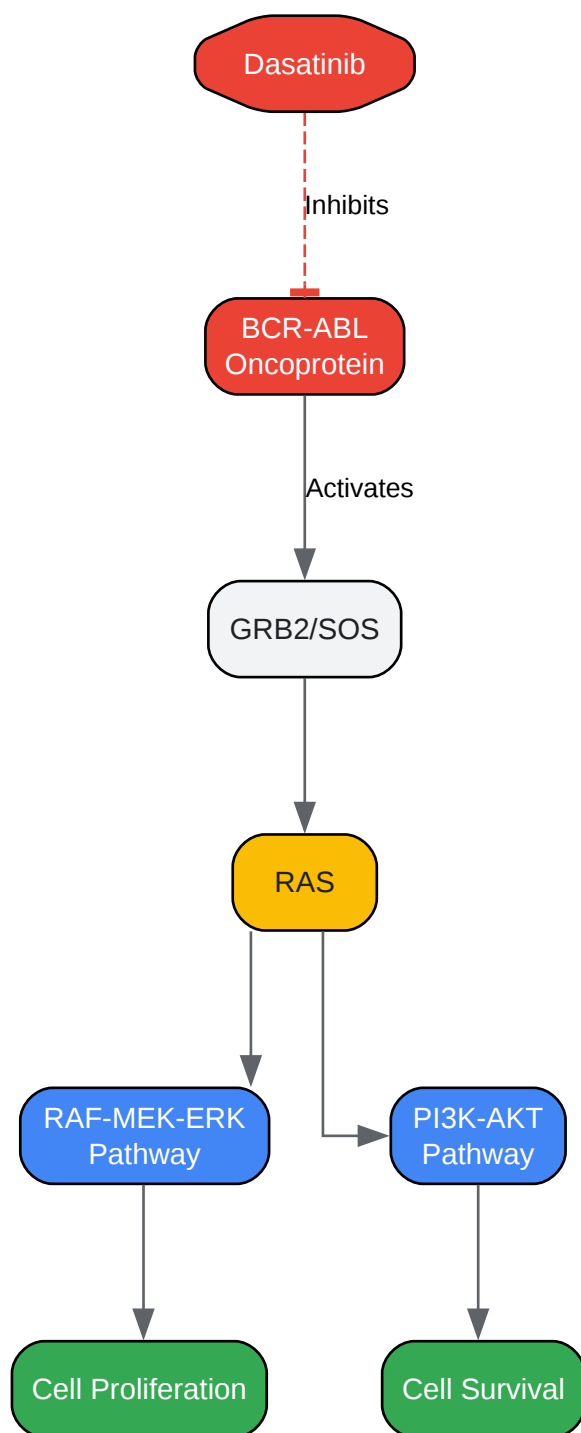 Dasatinib
Inhibits
BCR-ABL
Oncoprotein
Activates
GRB2/SOS
RAS
RAF-MEK-ERK
Pathway
PI3K-AKT
Pathway
Cell Proliferation
Cell Survival